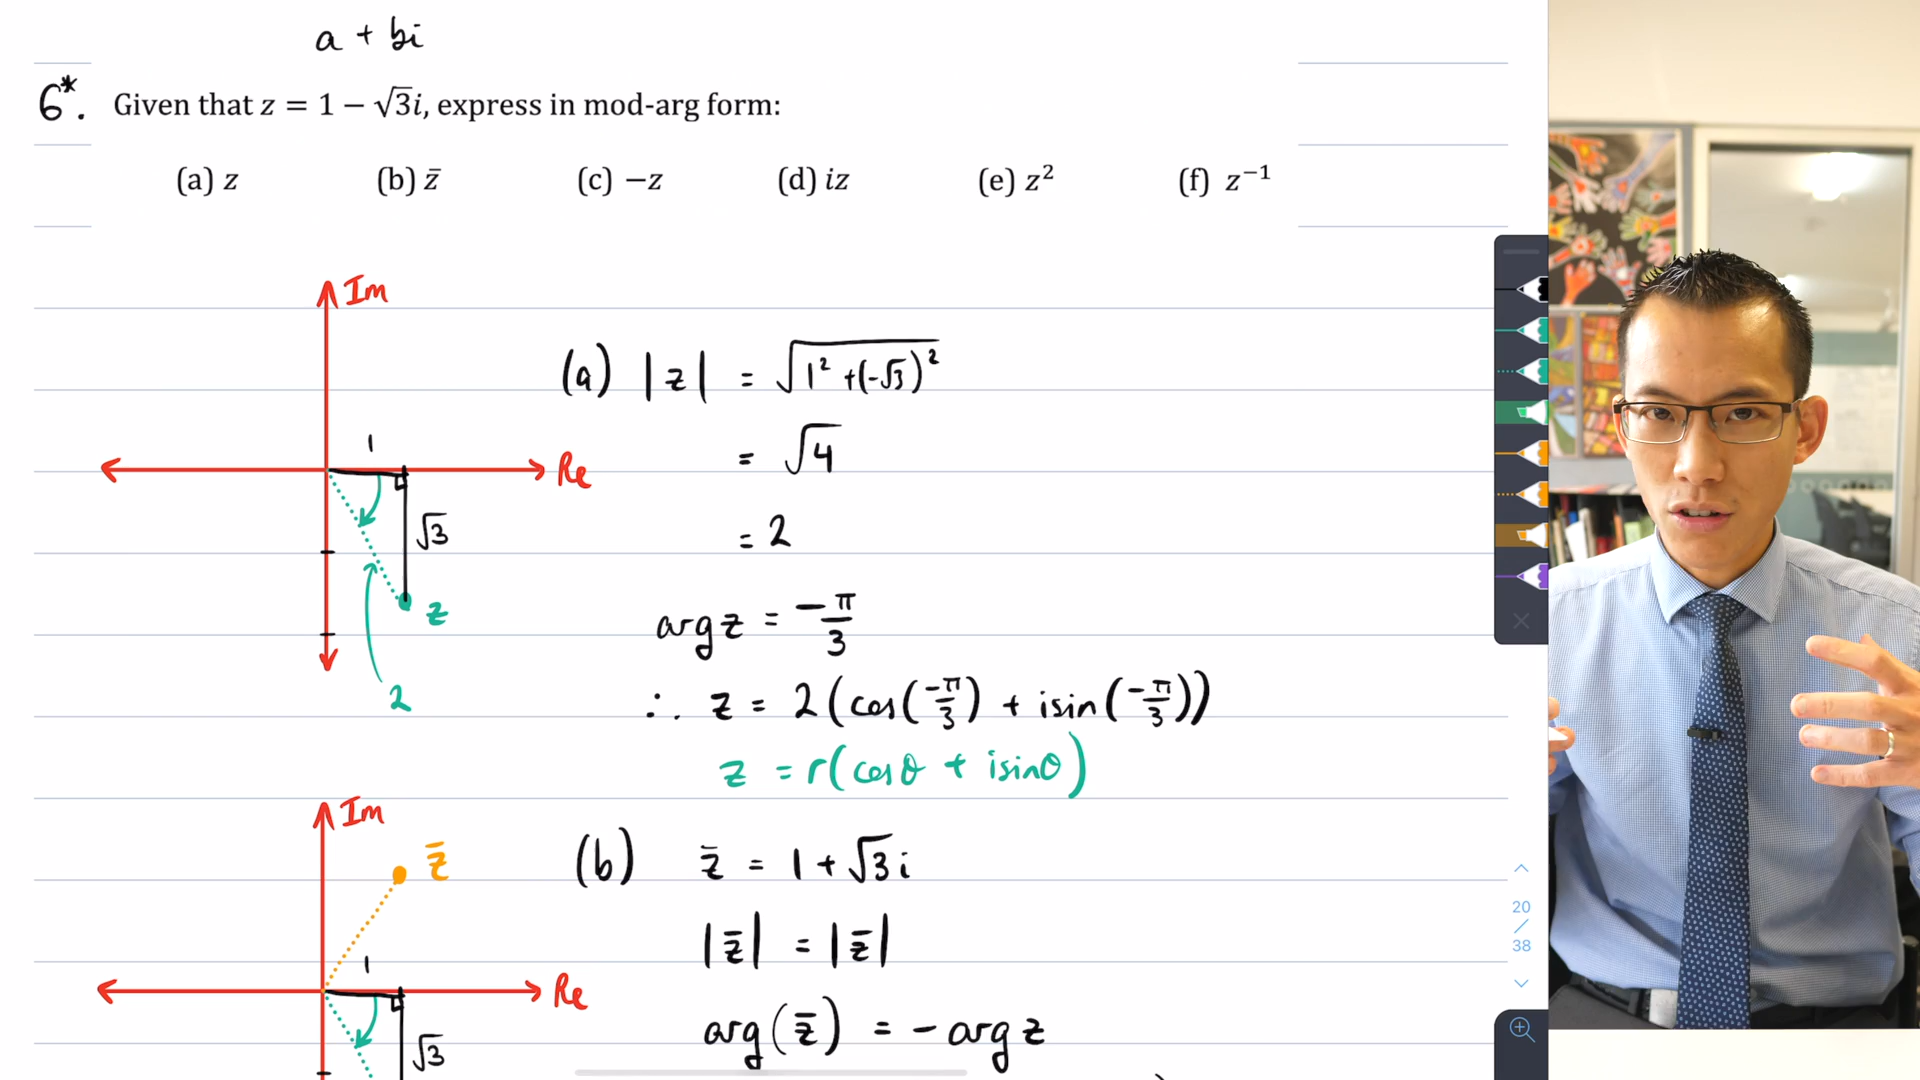 a + bi
6*. Given that z = 1 − √3i, express in mod-arg form:
(a) z (b) z̄ (c) −z (d) iz (e) z² (f) z⁻¹
Im
(a) |z| = √(1² + (-√3)²)
= √4
1
Re
√3
= 2
z
arg z = -π/3
2
∴ z = 2(cos(-π/3) + isin(-π/3))
z = r(cosθ + isinθ)
Im
z̄
(b) z̄ = 1 + √3 i
|z̄| = |z̄|
1
Re
arg(z̄) = - arg z
√3
20
/
38